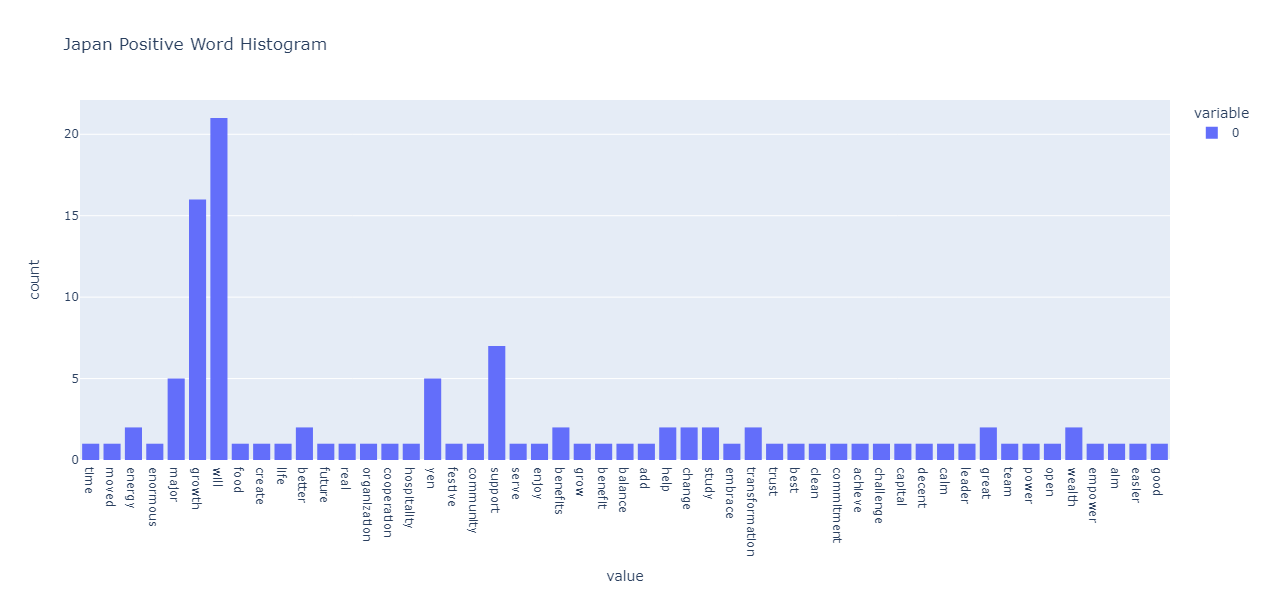 Japan Positive Word Histogram
variable
0
count
20
15
10
5
0
time
moved
energy
enormous
major
growth
will
food
create
life
better
future
real
organization
cooperation
hospitality
yen
festive
community
support
serve
enjoy
benefits
grow
benefit
balance
add
help
change
study
embrace
transformation
trust
best
clean
commitment
achieve
challenge
capital
decent
calm
leader
great
team
power
open
wealth
empower
aim
easier
good
value